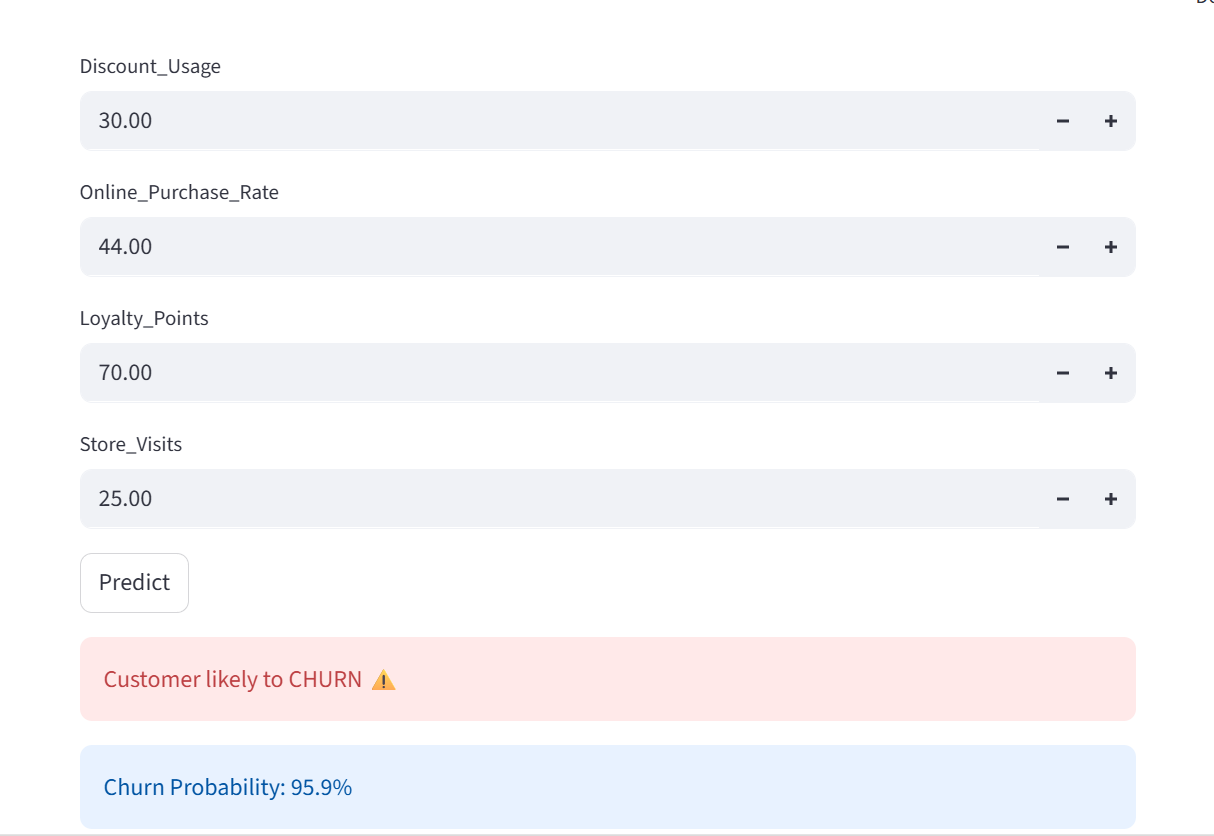 Discount_Usage
30.00
Online_Purchase_Rate
44.00
Loyalty_Points
70.00
Store_Visits
25.00
Predict
Customer likely to CHURN ⚠️
Churn Probability: 95.9%